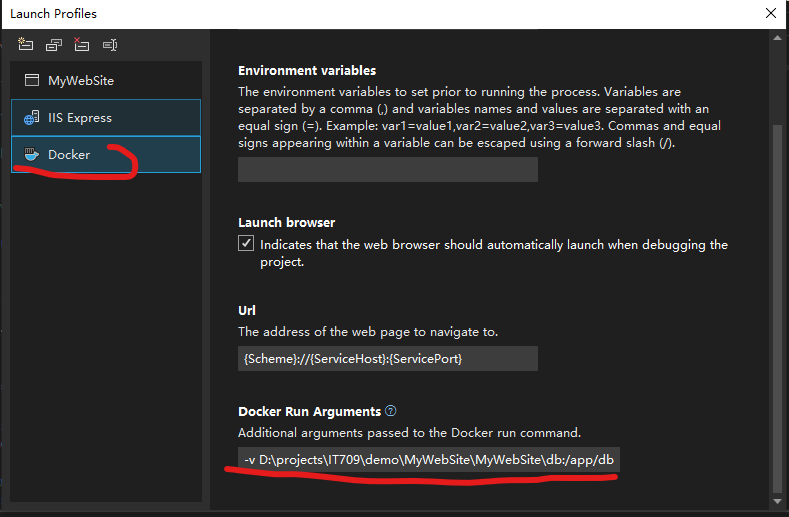 Launch Profiles
MyWebSite
IIS Express
Docker
Environment variables
The environment variables to set prior to running the process. Variables are
separated by a comma (,) and variables names and values are separated with an
equal sign (=). Example: var1=value1,var2=value2,var3=value3. Commas and equal
signs appearing within a variable can be escaped using a forward slash (/).
Launch browser
Indicates that the web browser should automatically launch when debugging the
project.
Url
The address of the web page to navigate to.
{Scheme}://{ServiceHost}:{ServicePort}
Docker Run Arguments
Additional arguments passed to the Docker run command.
-v D:\projects\IT709\demo\MyWebSite\MyWebSite\db:/app/db